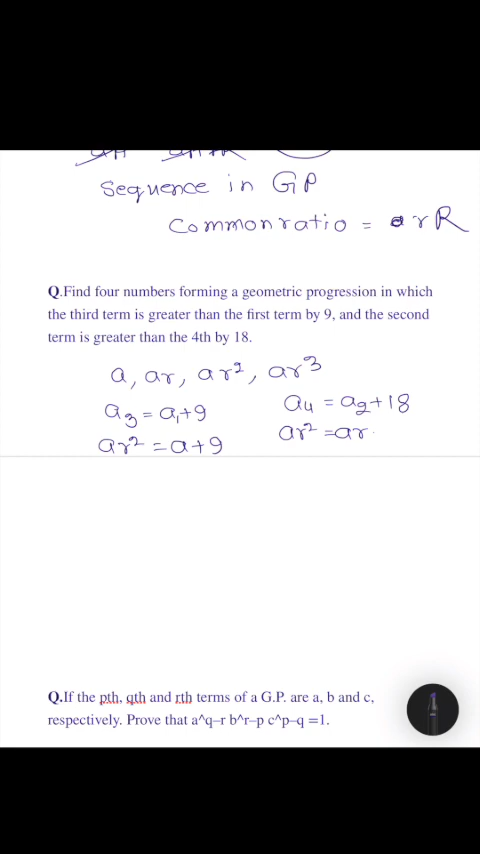 Sequence in GP
Common ratio = rR
Q.Find four numbers forming a geometric progression in which
the third term is greater than the first term by 9, and the second
term is greater than the 4th by 18.
a, ar, ar², ar³
a₃ = a₁+9
a₄ = a₂+18
ar² = a+9
ar² = ar
Q.If the pth, qth and rth terms of a G.P. are a, b and c,
respectively. Prove that a^q–r b^r–p c^p–q =1.